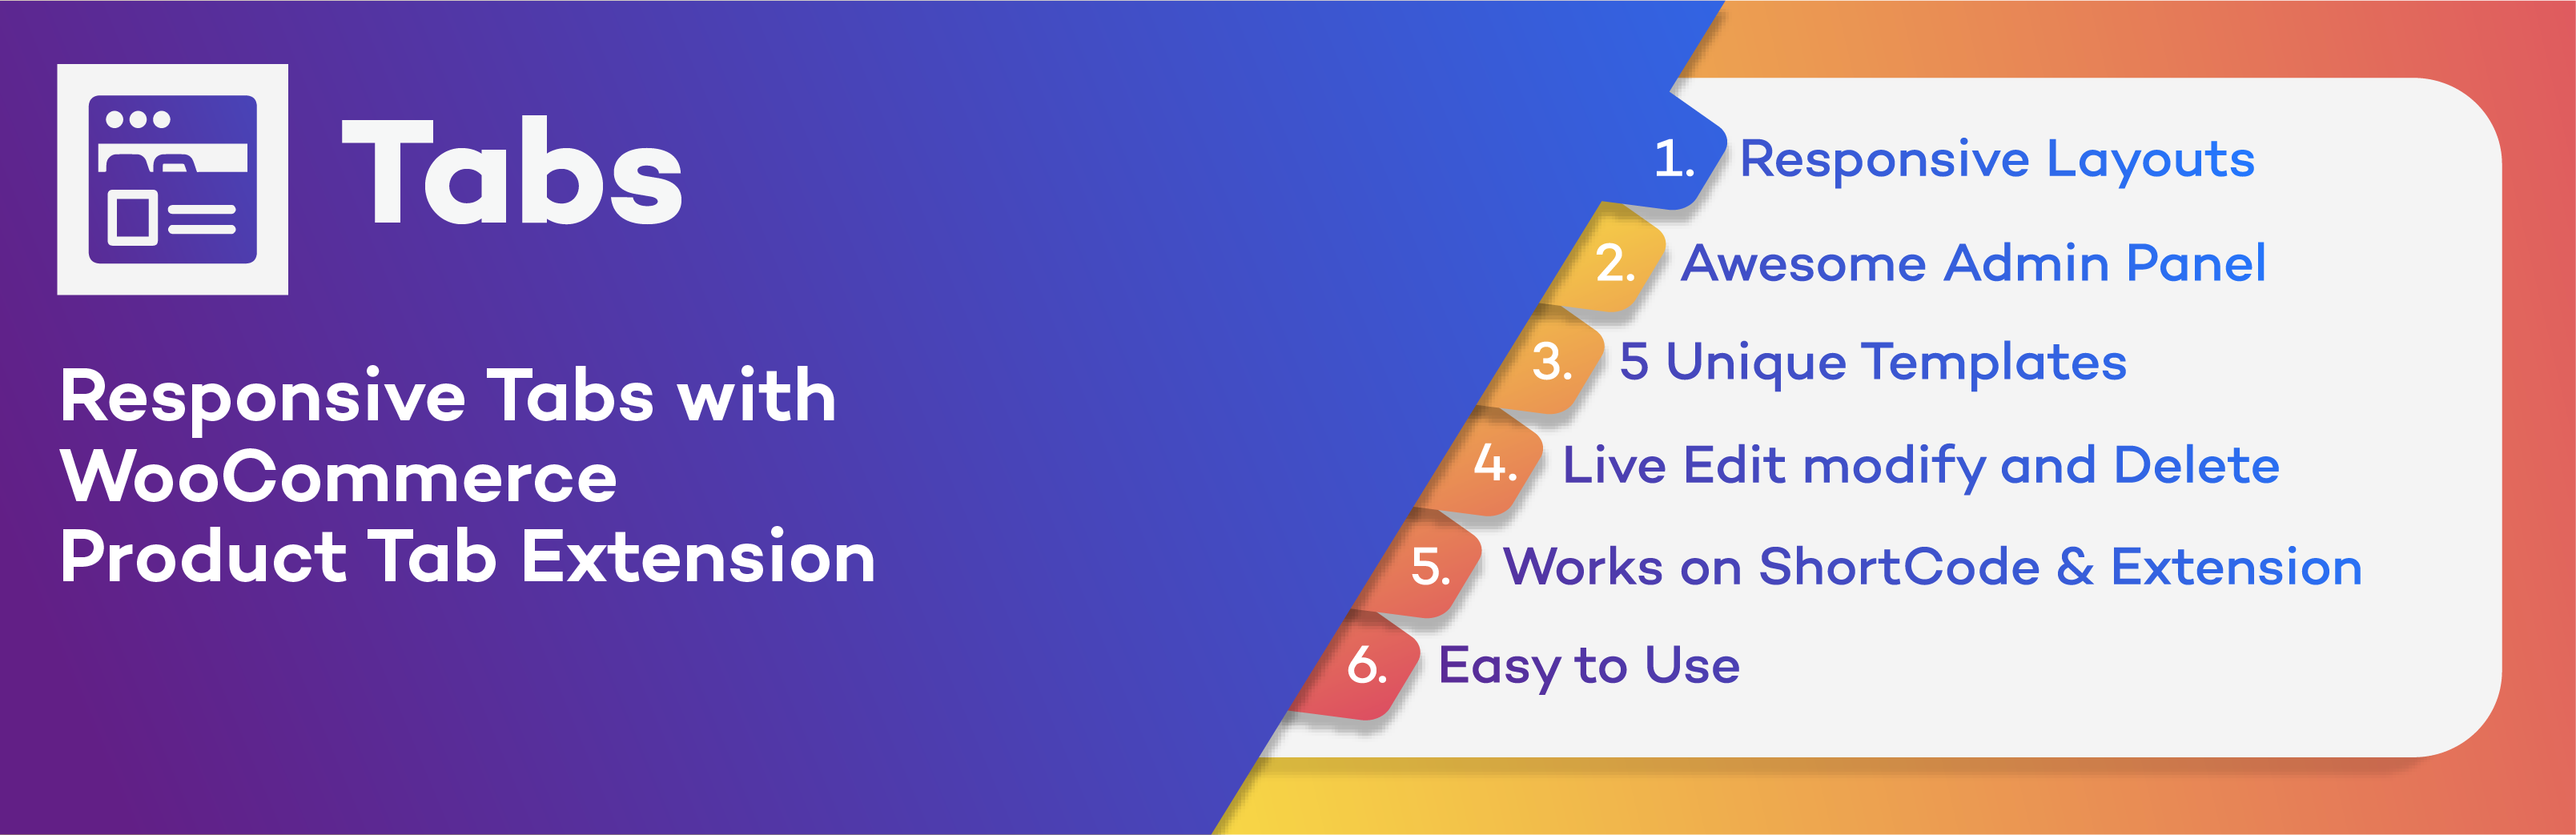 Tabs
Responsive Tabs with
WooCommerce
Product Tab Extension
1. Responsive Layouts
2. Awesome Admin Panel
3. 5 Unique Templates
4. Live Edit modify and Delete
5. Works on ShortCode & Extension
6. Easy to Use